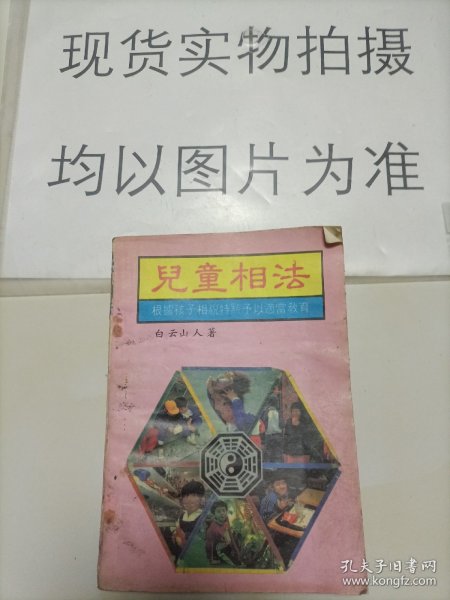 现货实物拍摄
均以图片为准
兒童相法
根據孩子相貌特點予以适當教育
白云山人著
孔夫子旧书网
www.kongfz.com